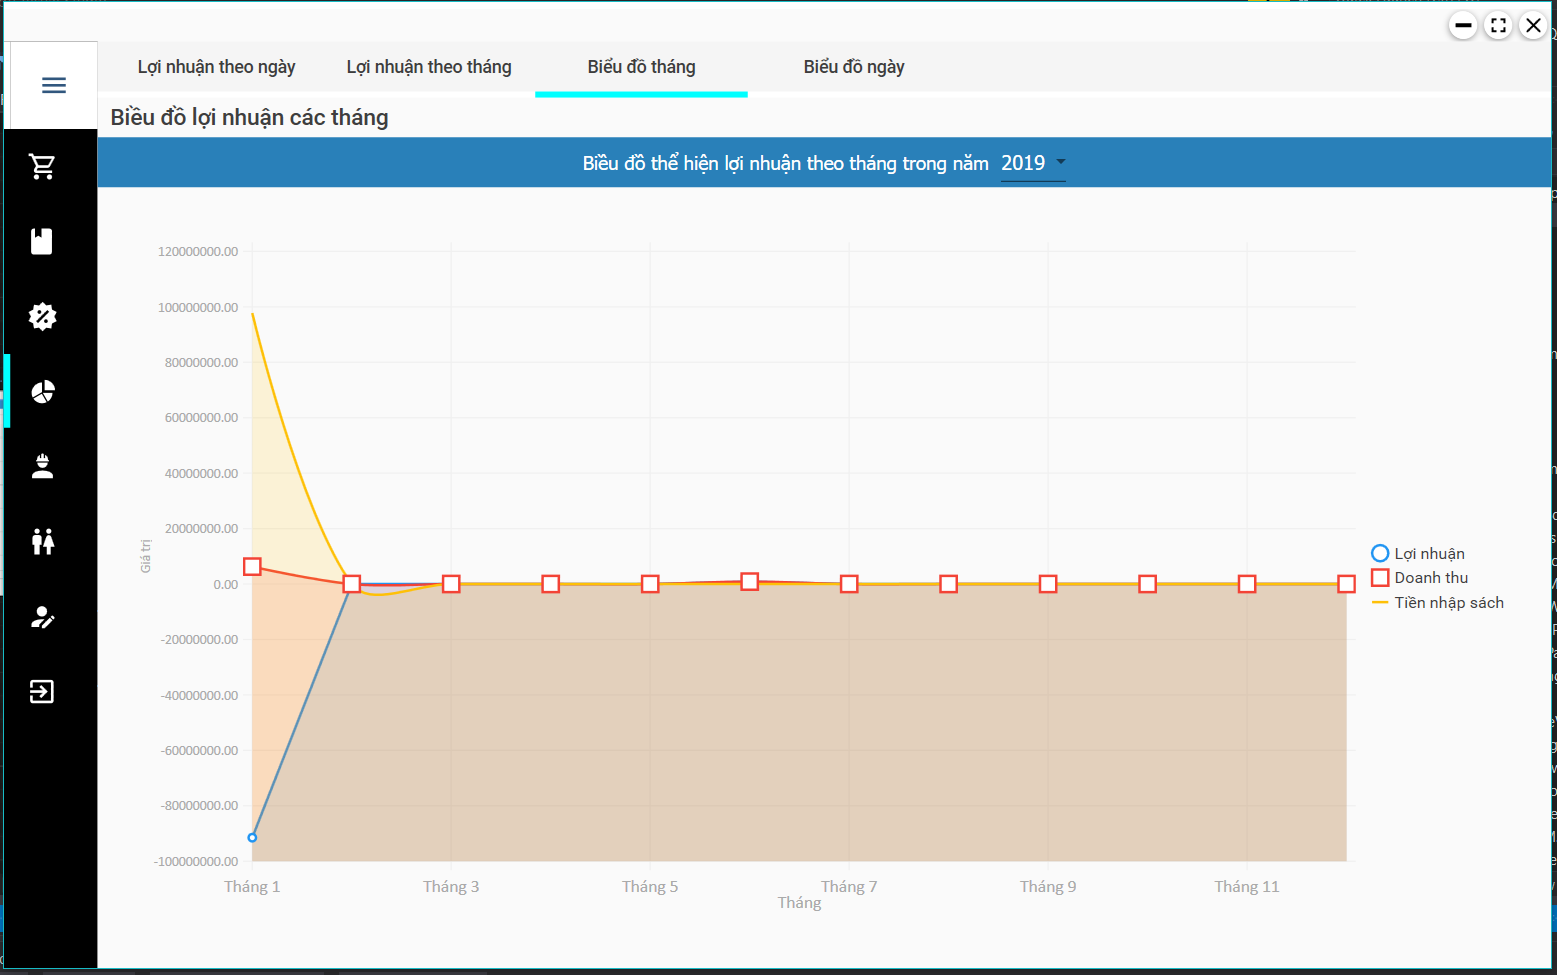 Lợi nhuận theo ngày
Lợi nhuận theo tháng
Biểu đồ tháng
Biểu đồ ngày
Biều đồ lợi nhuận các tháng
Biều đồ thể hiện lợi nhuận theo tháng trong năm 2019
120000000.00
100000000.00
80000000.00
60000000.00
40000000.00
20000000.00
0.00
-20000000.00
-40000000.00
-60000000.00
-80000000.00
-100000000.00
Giá trị
Tháng 1
Tháng 3
Tháng 5
Tháng 7
Tháng 9
Tháng 11
Tháng
Lợi nhuận
Doanh thu
Tiền nhập sách